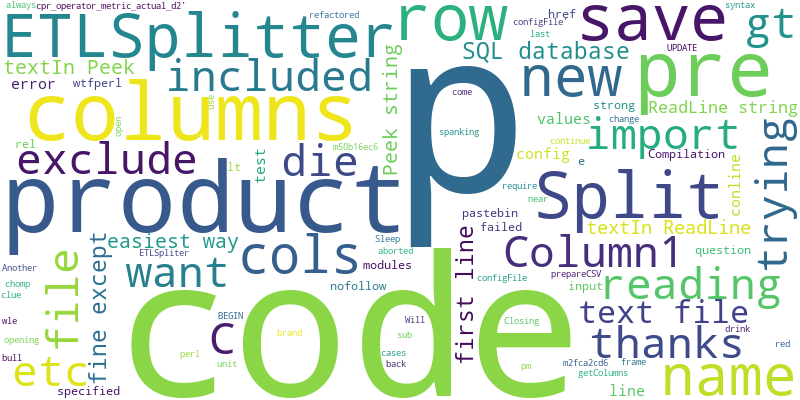 always
cpr_operator_metric_actual_d2'
refactored
syntax
ETLSplitter
row
configFile
href
last
save
gt
SQL database
UPDATE
textIn Peek
included
new
pre
error
wtfperl
Peek string
p
come
strong
ReadLine string
columns
open
use
spanking
values
change
import
rel
m50b16ec6
continue
exclude
lt
test
die
config
e
Compilation
trying
product
require
near
Split
conline
pastebin
failed
textIn ReadLine
file
fine except
easiest way
cols
Sleep
aborted
first line
Column1
question
Another
ETLSpliter
want
modules
configFile
prepareCSV
reading
chomp
clue
nofollow
input
code
wle
BEGIN
c
brand
Will
sub
Closing
text file
opening
perl
cases
back
thanks
drink
red
bull
etc
unit
pm
m2fca2cd6
frame
getColumns
name
specified
line